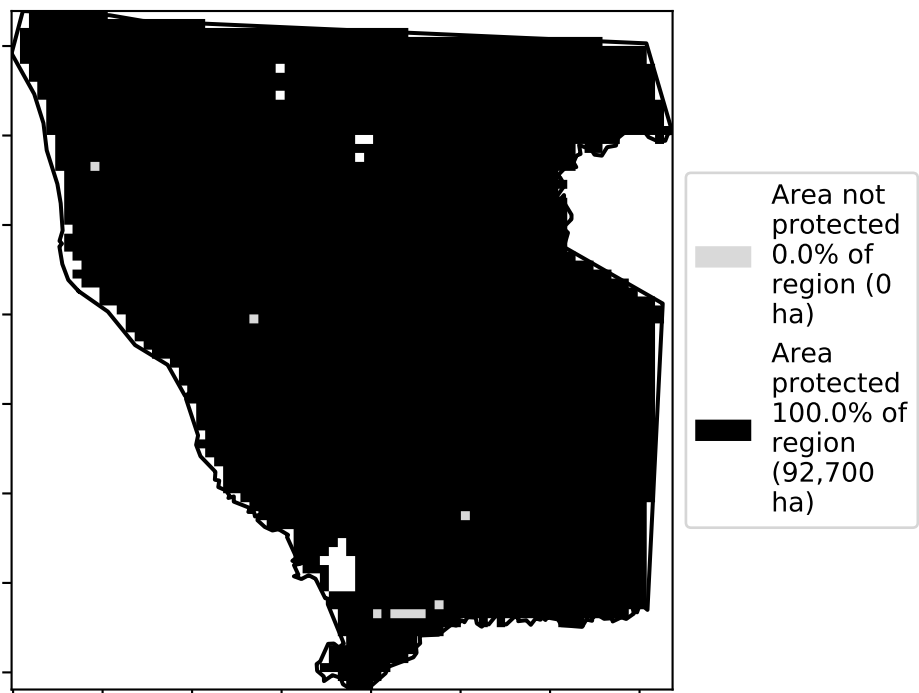 Area not
protected
0.0% of
region (0
ha)
Area
protected
100.0% of
region
(92,700
ha)